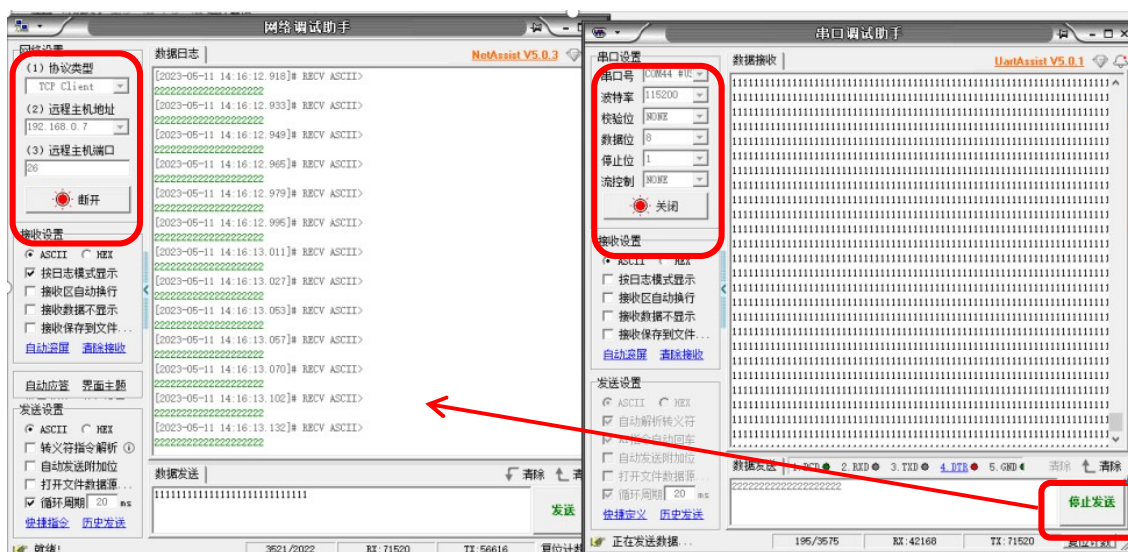 网络调试助手
网络设置
(1) 协议类型
TCP Client
(2) 远程主机地址
192.168.0.7
(3) 远程主机端口
26
断开
接收设置
ASCII HEX
按日志模式显示
接收区自动换行
接收数据不显示
接收保存到文件...
自动滚屏 清除接收
自动应答 界面主题
发送设置
ASCII HEX
转义符指令解析
自动发送附加位
打开文件数据源...
循环周期 20 ms
快捷指令 历史发送
就绪!
数据日志
NetAssist V5.0.3
[2023-05-11 14:16:12.918]# RECV ASCII>
22222222222222222222
[2023-05-11 14:16:12.933]# RECV ASCII>
22222222222222222222
[2023-05-11 14:16:12.949]# RECV ASCII>
22222222222222222222
[2023-05-11 14:16:12.965]# RECV ASCII>
22222222222222222222
[2023-05-11 14:16:12.979]# RECV ASCII>
22222222222222222222
[2023-05-11 14:16:12.995]# RECV ASCII>
22222222222222222222
[2023-05-11 14:16:13.011]# RECV ASCII>
22222222222222222222
[2023-05-11 14:16:13.027]# RECV ASCII>
22222222222222222222
[2023-05-11 14:16:13.053]# RECV ASCII>
22222222222222222222
[2023-05-11 14:16:13.057]# RECV ASCII>
22222222222222222222
[2023-05-11 14:16:13.070]# RECV ASCII>
22222222222222222222
[2023-05-11 14:16:13.102]# RECV ASCII>
22222222222222222222
[2023-05-11 14:16:13.132]# RECV ASCII>
22222222222222222222
数据发送 清除
1111111111111111111111111111
发送
3521/2022 RX:71520 TX:56616 复位计数
串口调试助手
串口设置
串口号 COM44
波特率 115200
校验位 NONE
数据位 8
停止位 1
流控制 NONE
关闭
接收设置
ASCII HEX
按日志模式显示
接收区自动换行
接收数据不显示
接收保存到文件...
自动滚屏 清除接收
发送设置
ASCII HEX
自动解析转义符
AT指令自动回车
自动发送附加位
打开文件数据源...
循环周期 20 ms
快捷定义 历史发送
正在发送数据...
数据接收
UartAssist V5.0.1
数据发送 1.DCD 2.RXD 3.TXD 4.DTR 5.GND 清除 清除
22222222222222222222
停止发送
195/3575 RX:42168 TX:71520 复位计数